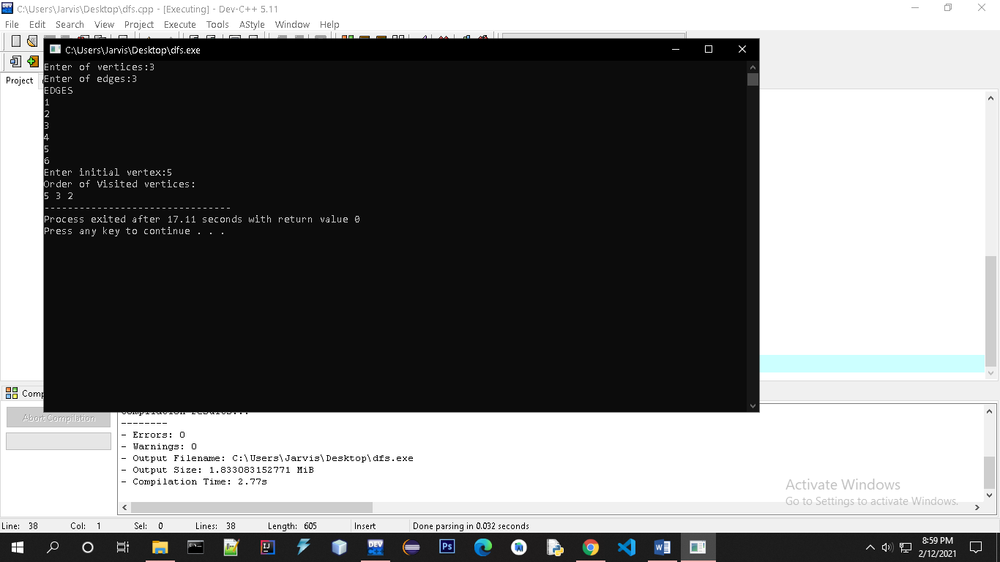 C:\Users\Jarvis\Desktop\dfs.cpp - [Executing] - Dev-C++ 5.11
File Edit Search View Project Execute Tools AStyle Window Help
C:\Users\Jarvis\Desktop\dfs.exe
Project
Enter of vertices:3
Enter of edges:3
EDGES
1
2
3
4
5
6
Enter initial vertex:5
Order of Visited vertices:
5 3 2
--------------------------------
Process exited after 17.11 seconds with return value 0
Press any key to continue . . .
Abort Compilation
Compilation results...
--------
- Errors: 0
- Warnings: 0
- Output Filename: C:\Users\Jarvis\Desktop\dfs.exe
- Output Size: 1.833083152771 MiB
- Compilation Time: 2.77s
Activate Windows
Go to Settings to activate Windows.
Line: 38 Col: 1 Sel: 0 Lines: 38 Length: 605 Insert Done parsing in 0.032 seconds
DEV
Ps
8:59 PM
2/12/2021